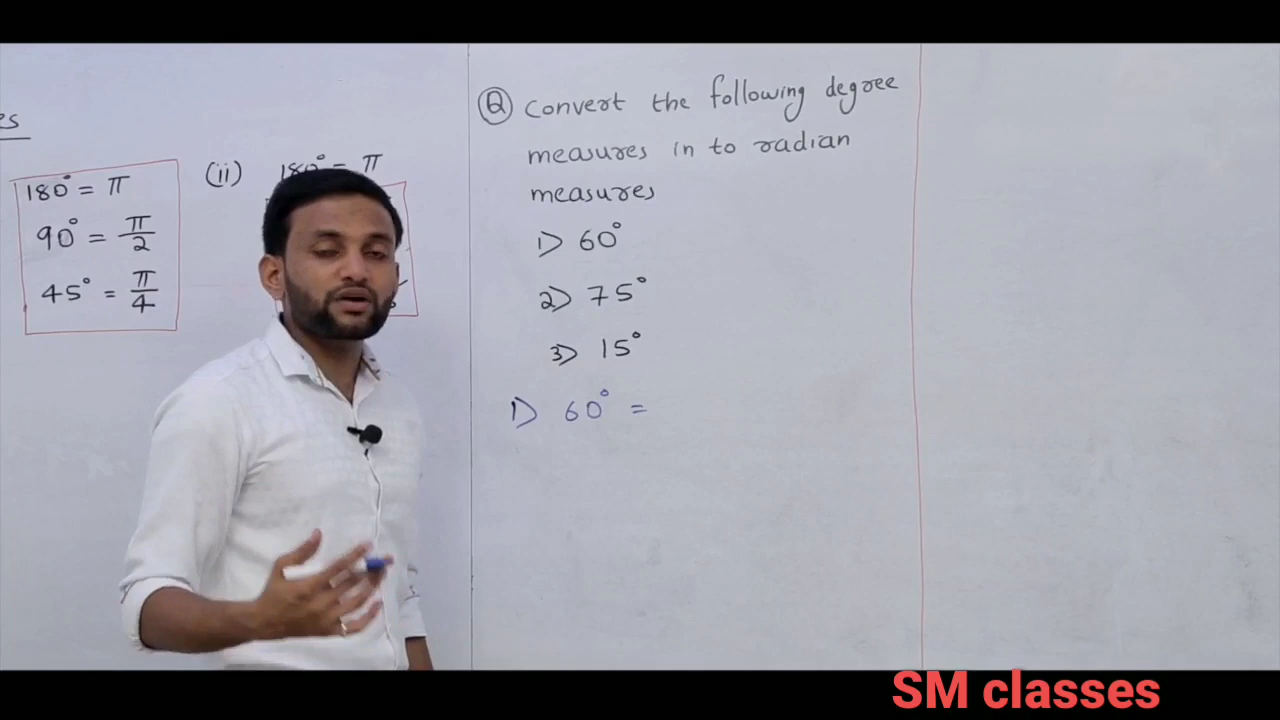 180° = π
90° = π/2
45° = π/4
(ii) 180° = π
Q Convert the following degree
measures in to radian
measures
1) 60°
2) 75°
3) 15°
1) 60° =
SM classes